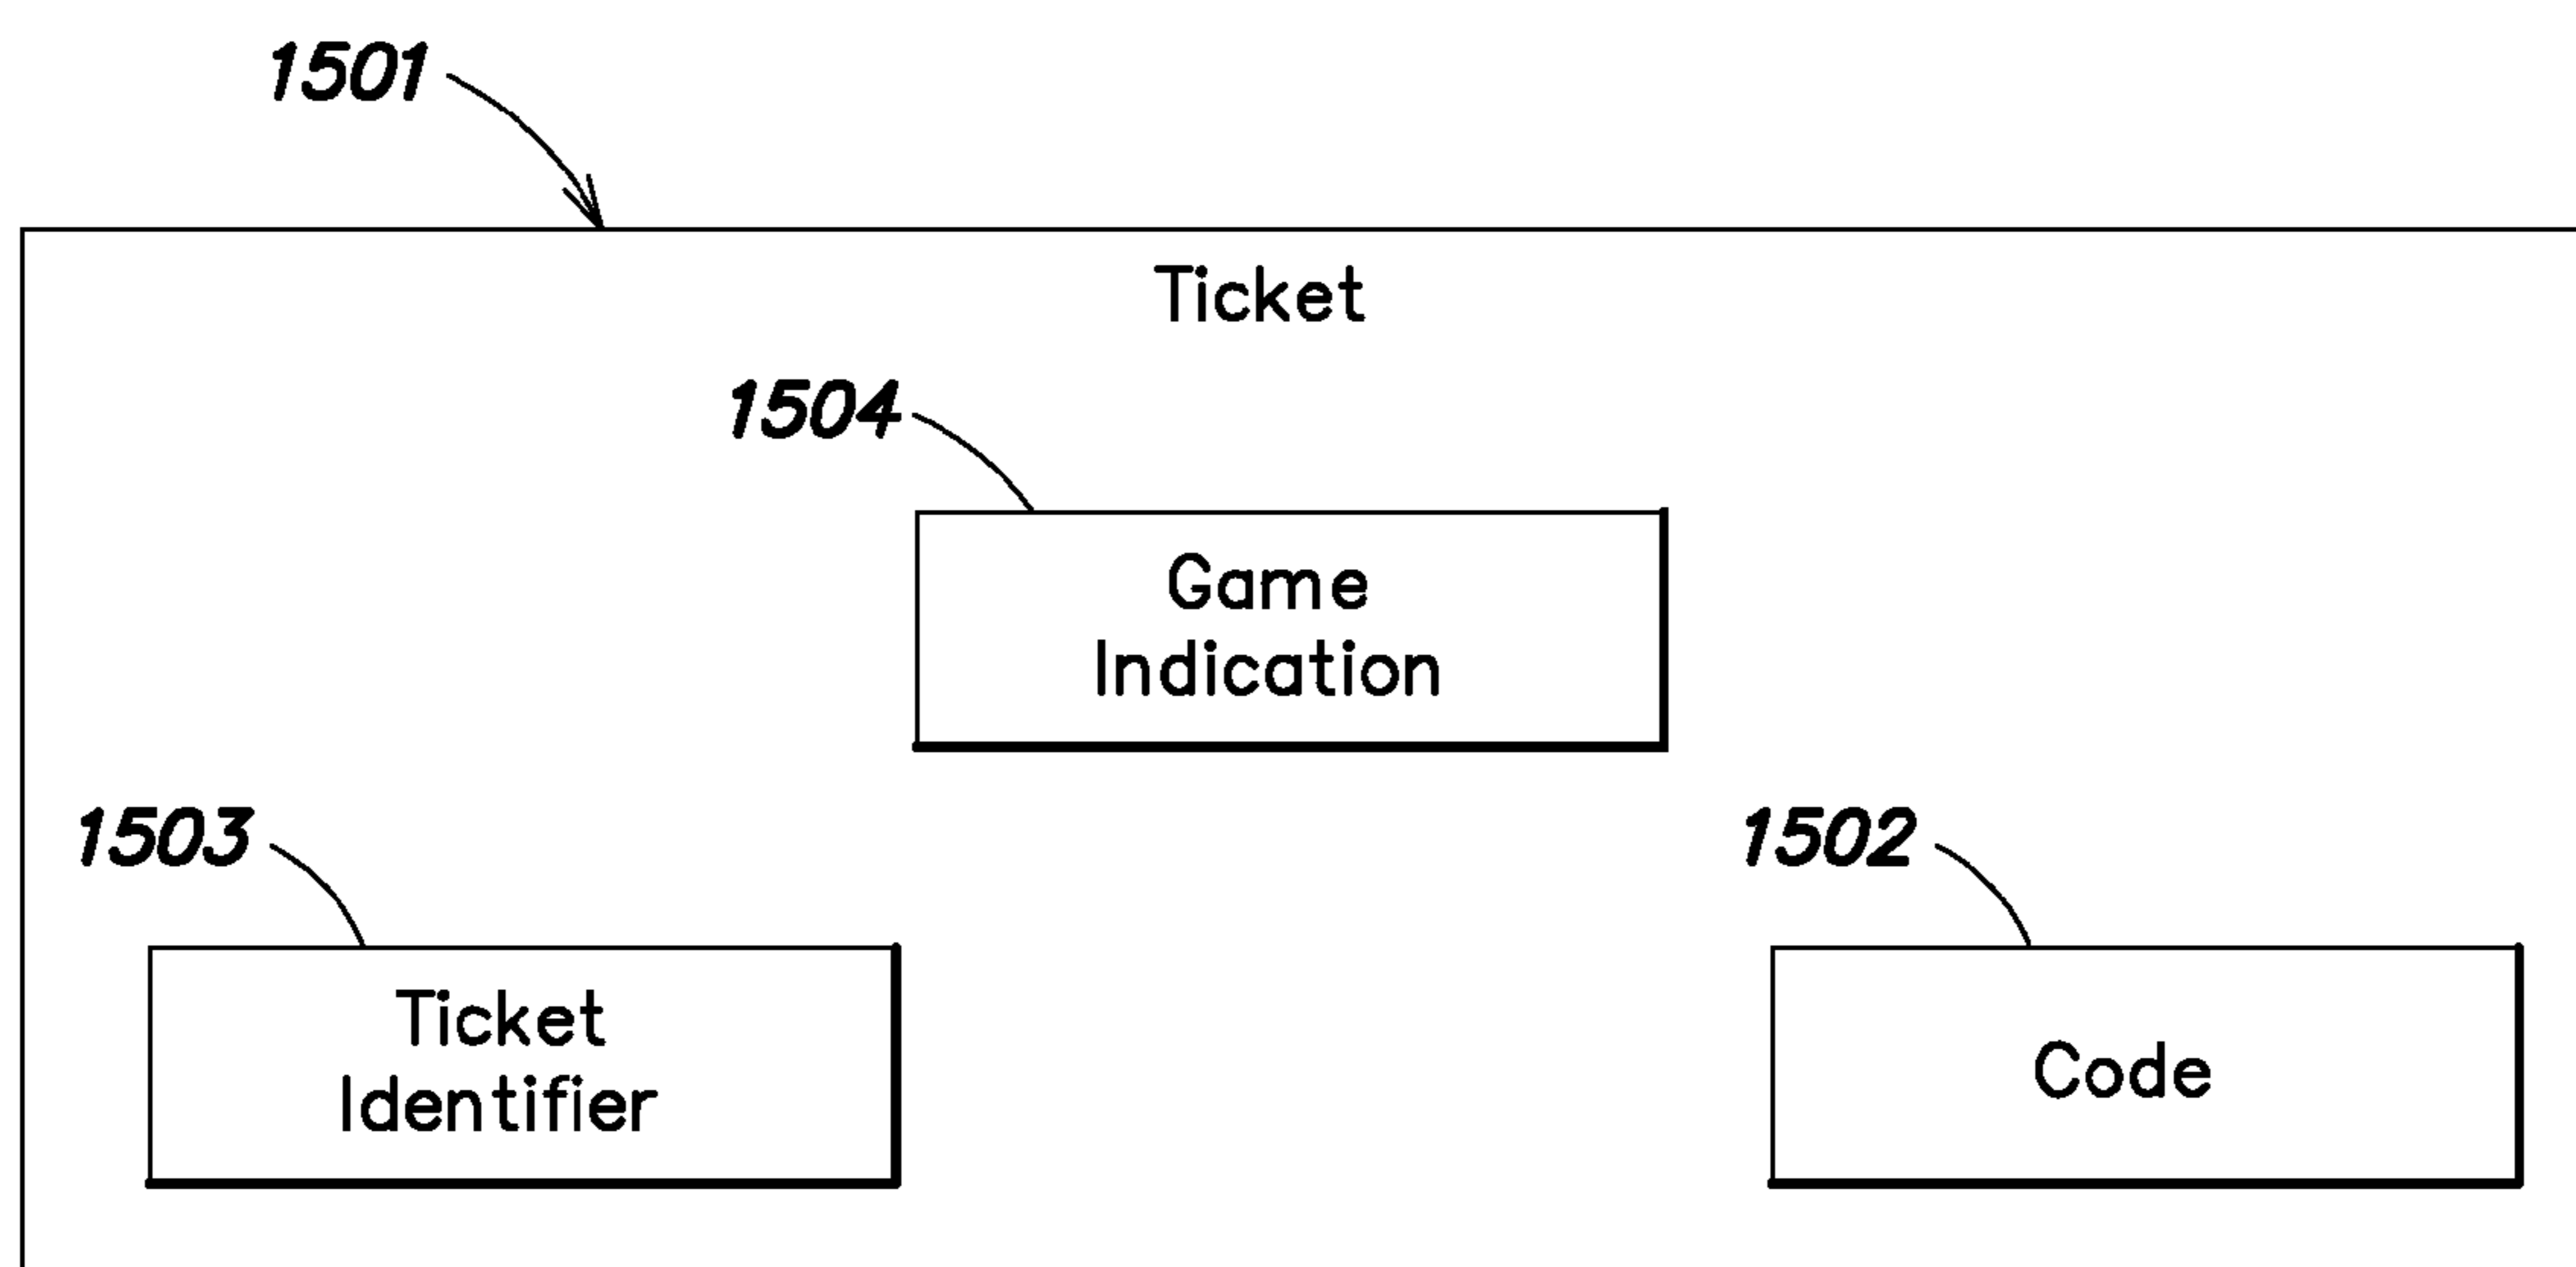 1501
Ticket
1504
Game
Indication
1503
1502
Ticket
Identifier
Code